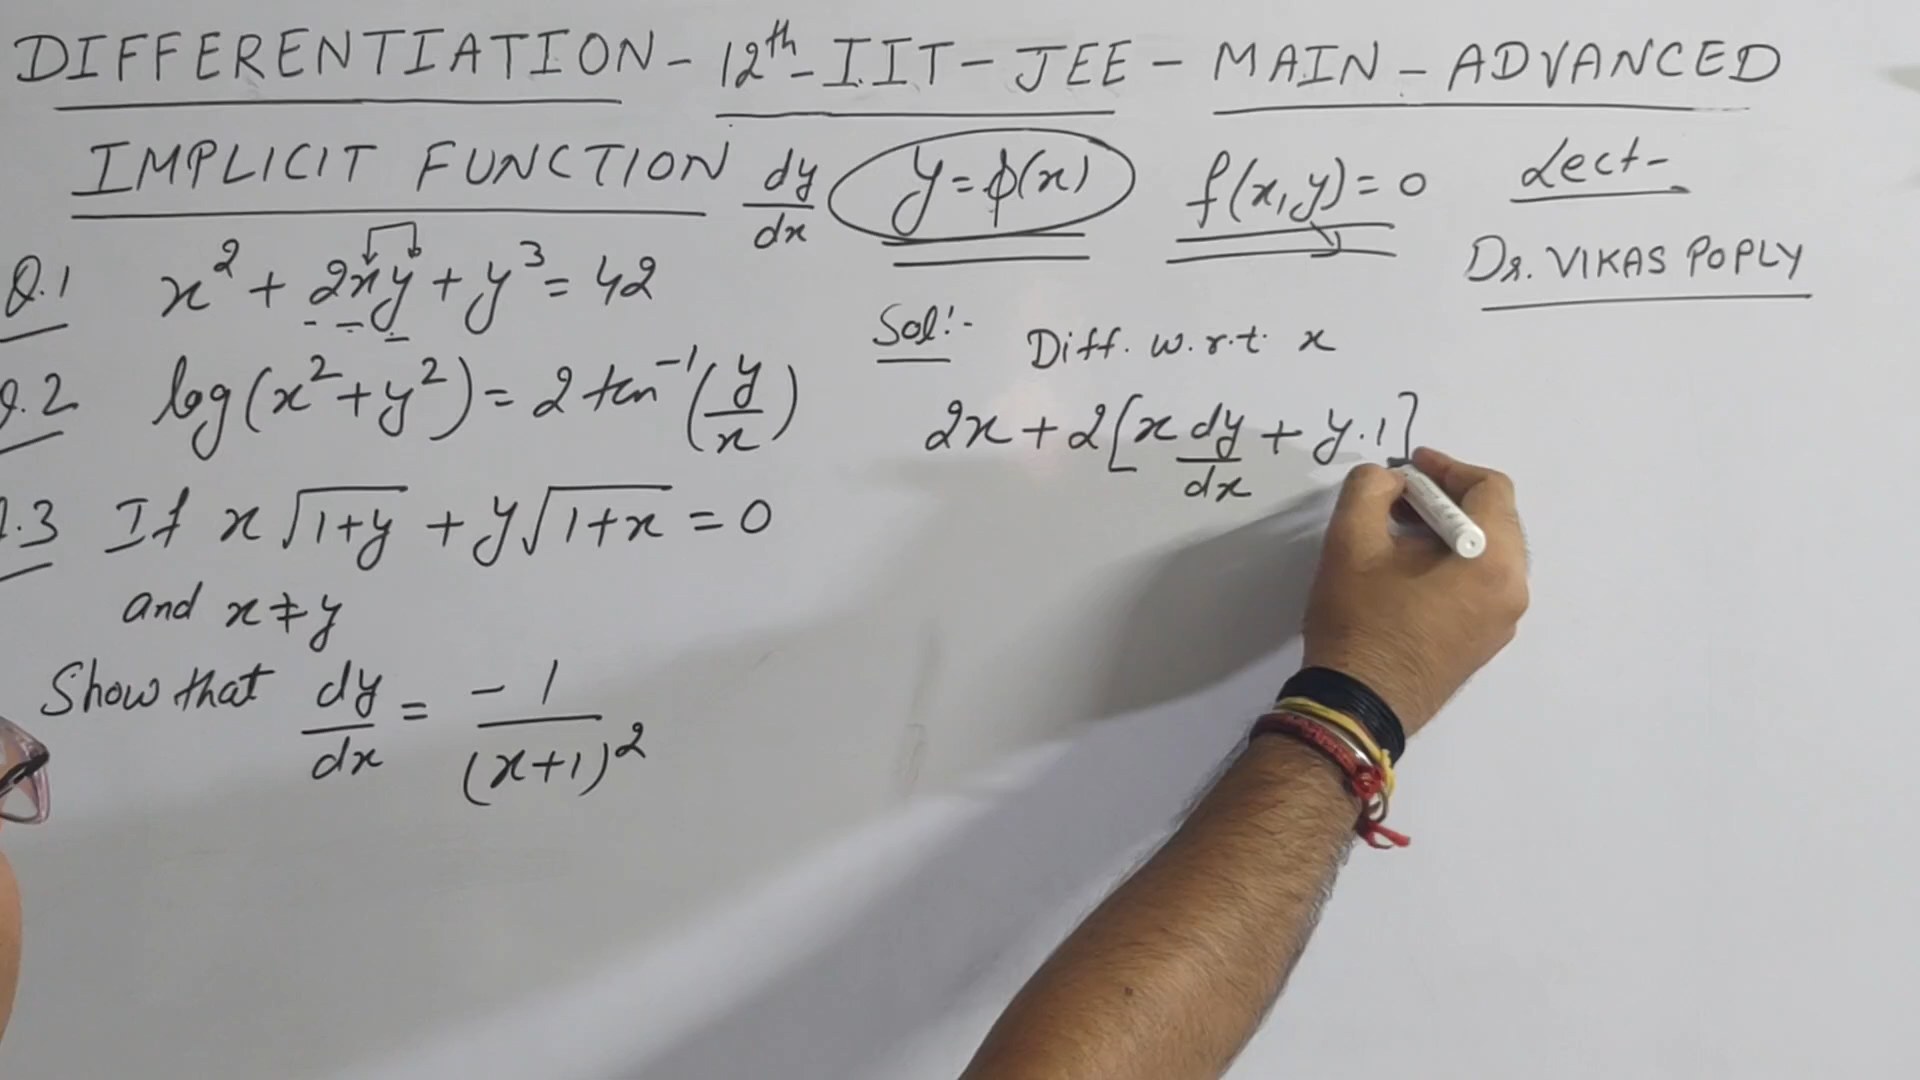 DIFFERENTIATION - 12th - IIT - JEE - MAIN - ADVANCED
IMPLICIT FUNCTION dy/dx y = ϕ(x) f(x,y) = 0 Lect-
Dr. VIKAS POPLY
Q.1 x² + 2xy + y³ = 42
Q.2 log(x² + y²) = 2 tan⁻¹(y/x)
.3 If x√(1+y) + y√(1+x) = 0
and x ≠ y
Show that dy/dx = -1/(x+1)²
Sol:- Diff. w.r.t. x
2x + 2[x dy/dx + y.1]